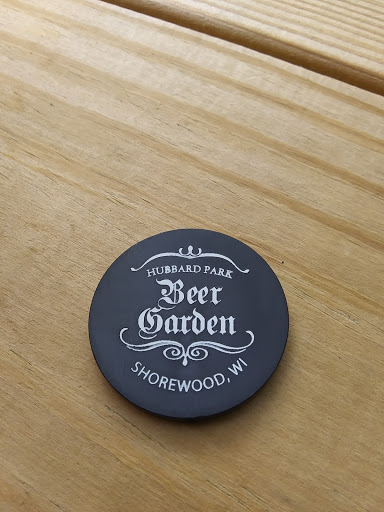 HUBBARD PARK
Beer
Garden
SHOREWOOD, WI